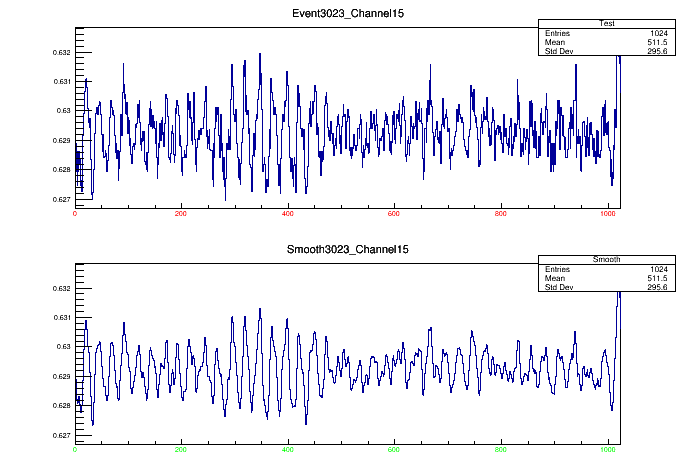 Event3023_Channel15
Test
Entries 1024
Mean 511.5
Std Dev 295.6
0.632
0.631
0.63
0.629
0.628
0.627
0 200 400 600 800 1000
Smooth3023_Channel15
Smooth
Entries 1024
Mean 511.5
Std Dev 295.6
0.632
0.631
0.63
0.629
0.628
0.627
0 200 400 600 800 1000